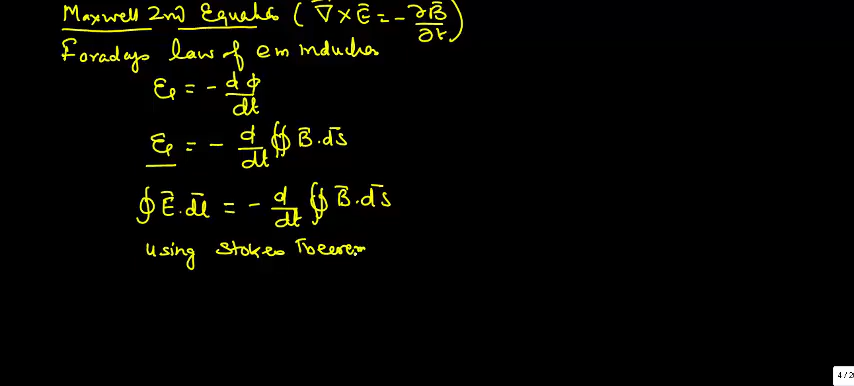 Maxwell 2nd Equation ( ∇ × E̅ = - ∂B̅/∂t )
Faradays law of em induction
ε = - dφ/dt
ε = - d/dt ∯ B̅.ds̅
∮ E̅.dl̅ = - d/dt ∯ B̅.ds̅
using Stokes Theorem
4 / 20